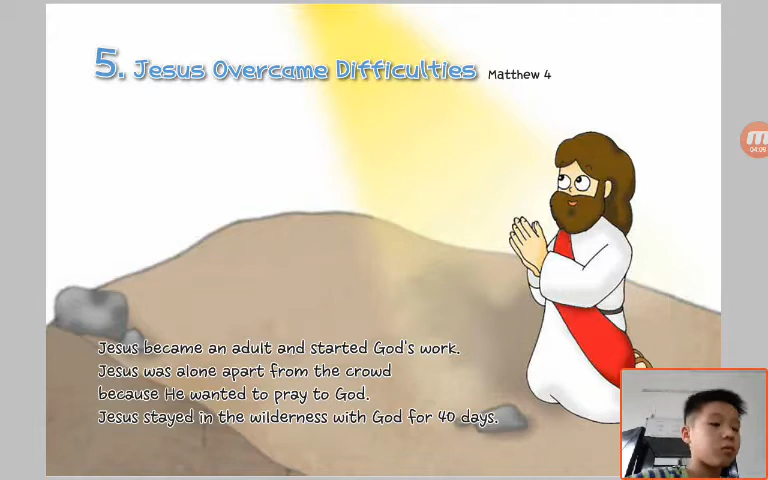 5. Jesus Overcame Difficulties Matthew 4
04:09
Jesus became an adult and started God's work.
Jesus was alone apart from the crowd
because He wanted to pray to God.
Jesus stayed in the wilderness with God for 40 days.